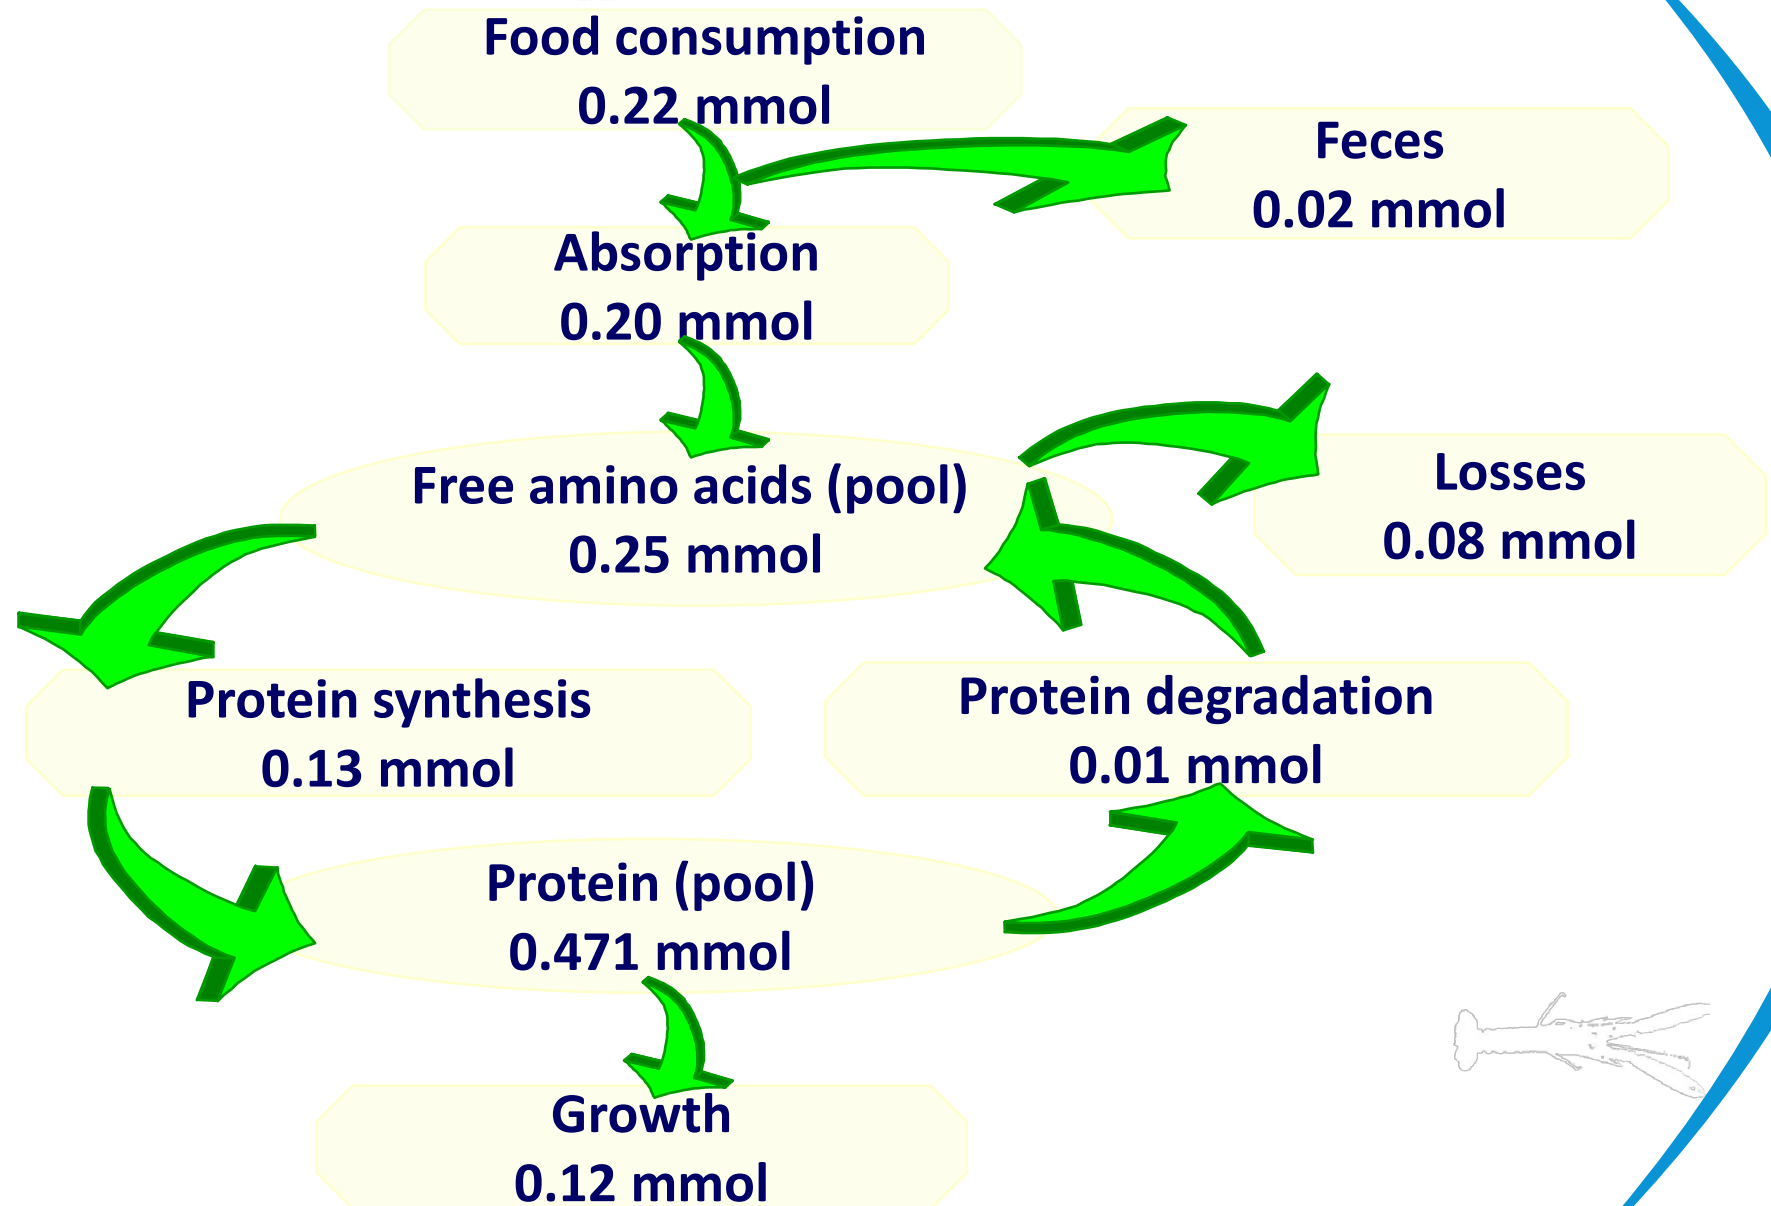 Food consumption
0.22 mmol
Feces
0.02 mmol
Absorption
0.20 mmol
Free amino acids (pool)
0.25 mmol
Losses
0.08 mmol
Protein synthesis
0.13 mmol
Protein degradation
0.01 mmol
Protein (pool)
0.471 mmol
Growth
0.12 mmol